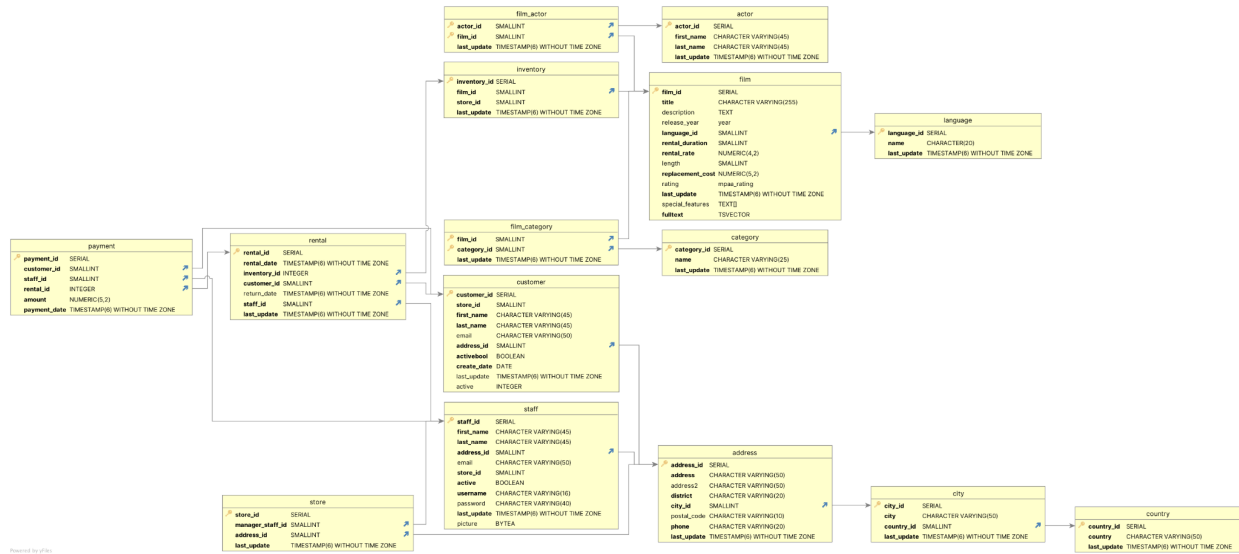 film_actor
actor_id SMALLINT
film_id SMALLINT
last_update TIMESTAMP(6) WITHOUT TIME ZONE
actor
actor_id SERIAL
first_name CHARACTER VARYING(45)
last_name CHARACTER VARYING(45)
last_update TIMESTAMP(6) WITHOUT TIME ZONE
inventory
inventory_id SERIAL
film_id SMALLINT
store_id SMALLINT
last_update TIMESTAMP(6) WITHOUT TIME ZONE
film
film_id SERIAL
title CHARACTER VARYING(255)
description TEXT
release_year year
language_id SMALLINT
rental_duration SMALLINT
rental_rate NUMERIC(4,2)
length SMALLINT
replacement_cost NUMERIC(5,2)
rating mpaa_rating
last_update TIMESTAMP(6) WITHOUT TIME ZONE
special_features TEXT[]
fulltext TSVECTOR
language
language_id SERIAL
name CHARACTER(20)
last_update TIMESTAMP(6) WITHOUT TIME ZONE
film_category
film_id SMALLINT
category_id SMALLINT
last_update TIMESTAMP(6) WITHOUT TIME ZONE
category
category_id SERIAL
name CHARACTER VARYING(25)
last_update TIMESTAMP(6) WITHOUT TIME ZONE
payment
payment_id SERIAL
customer_id SMALLINT
staff_id SMALLINT
rental_id INTEGER
amount NUMERIC(5,2)
payment_date TIMESTAMP(6) WITHOUT TIME ZONE
rental
rental_id SERIAL
rental_date TIMESTAMP(6) WITHOUT TIME ZONE
inventory_id INTEGER
customer_id SMALLINT
return_date TIMESTAMP(6) WITHOUT TIME ZONE
staff_id SMALLINT
last_update TIMESTAMP(6) WITHOUT TIME ZONE
customer
customer_id SERIAL
store_id SMALLINT
first_name CHARACTER VARYING(45)
last_name CHARACTER VARYING(45)
email CHARACTER VARYING(50)
address_id SMALLINT
activebool BOOLEAN
create_date DATE
last_update TIMESTAMP(6) WITHOUT TIME ZONE
active INTEGER
staff
staff_id SERIAL
first_name CHARACTER VARYING(45)
last_name CHARACTER VARYING(45)
address_id SMALLINT
email CHARACTER VARYING(50)
store_id SMALLINT
active BOOLEAN
username CHARACTER VARYING(16)
password CHARACTER VARYING(40)
last_update TIMESTAMP(6) WITHOUT TIME ZONE
picture BYTEA
store
store_id SERIAL
manager_staff_id SMALLINT
address_id SMALLINT
last_update TIMESTAMP(6) WITHOUT TIME ZONE
address
address_id SERIAL
address CHARACTER VARYING(50)
address2 CHARACTER VARYING(50)
district CHARACTER VARYING(20)
city_id SMALLINT
postal_code CHARACTER VARYING(10)
phone CHARACTER VARYING(20)
last_update TIMESTAMP(6) WITHOUT TIME ZONE
city
city_id SERIAL
city CHARACTER VARYING(50)
country_id SMALLINT
last_update TIMESTAMP(6) WITHOUT TIME ZONE
country
country_id SERIAL
country CHARACTER VARYING(50)
last_update TIMESTAMP(6) WITHOUT TIME ZONE
Powered by yFiles